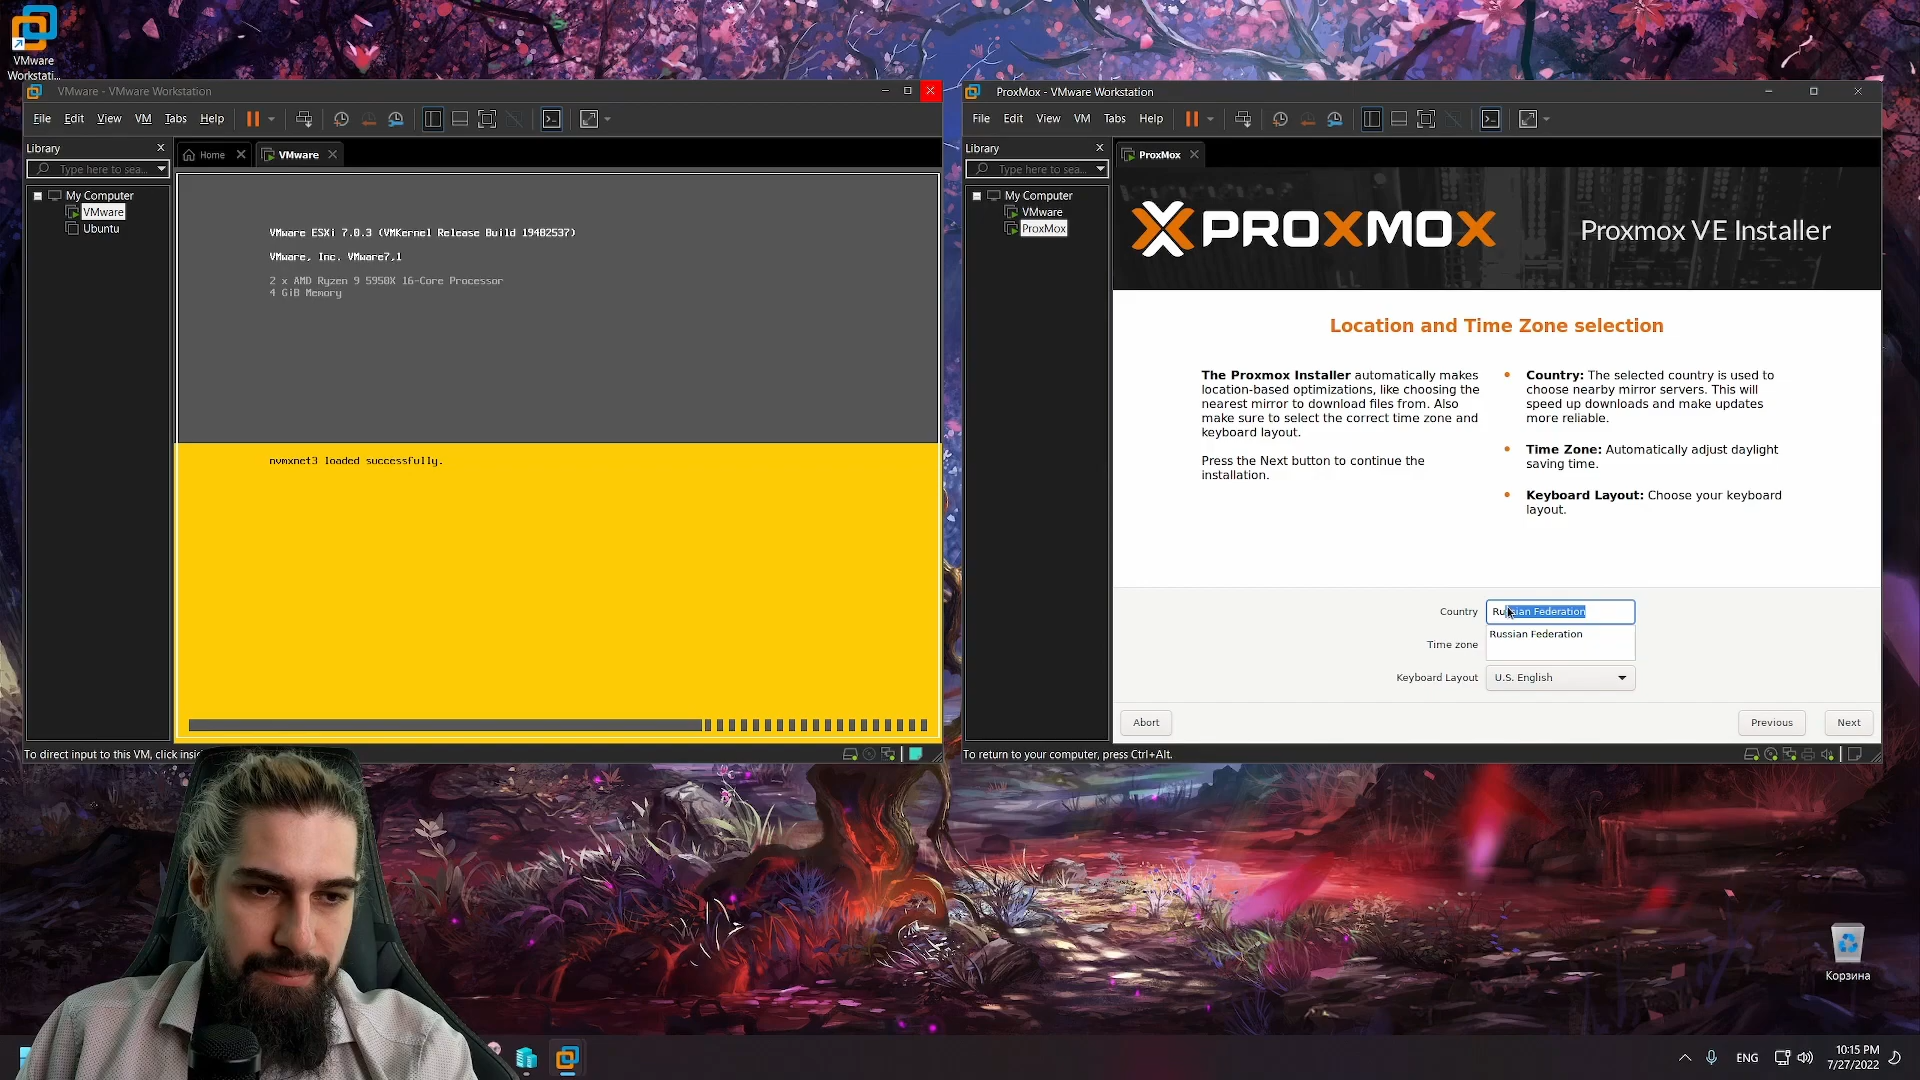 VMware
Workstati...
VMware - VMware Workstation
File Edit View VM Tabs Help
Library
Type here to sea...
My Computer
VMware
Ubuntu
Home
VMware
VMware ESXi 7.0.3 (VMKernel Release Build 19482537)
VMware, Inc. VMware7,1
2 x AMD Ryzen 9 5950X 16-Core Processor
4 GiB Memory
nvmxnet3 loaded successfully.
To direct input to this VM, click insi
ProxMox - VMware Workstation
File Edit View VM Tabs Help
Library
Type here to sea...
My Computer
VMware
ProxMox
ProxMox
PROXMOX
Proxmox VE Installer
Location and Time Zone selection
The Proxmox Installer automatically makes
location-based optimizations, like choosing the
nearest mirror to download files from. Also
make sure to select the correct time zone and
keyboard layout.
Press the Next button to continue the
installation.
Country: The selected country is used to
choose nearby mirror servers. This will
speed up downloads and make updates
more reliable.
Time Zone: Automatically adjust daylight
saving time.
Keyboard Layout: Choose your keyboard
layout.
Country
Russian Federation
Russian Federation
Time zone
Keyboard Layout
U.S. English
Abort
Previous
Next
To return to your computer, press Ctrl+Alt.
Корзина
ENG
10:15 PM
7/27/2022